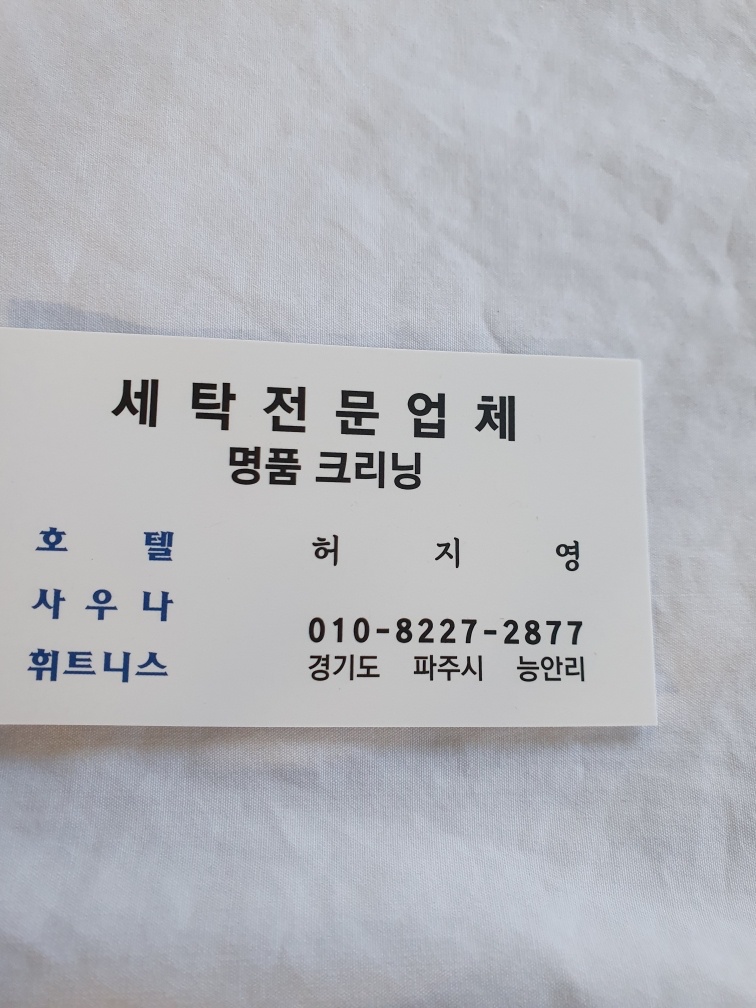 세탁전문업체
명품 크리닝
호텔
사우나
휘트니스
허지영
010-8227-2877
경기도 파주시 능안리